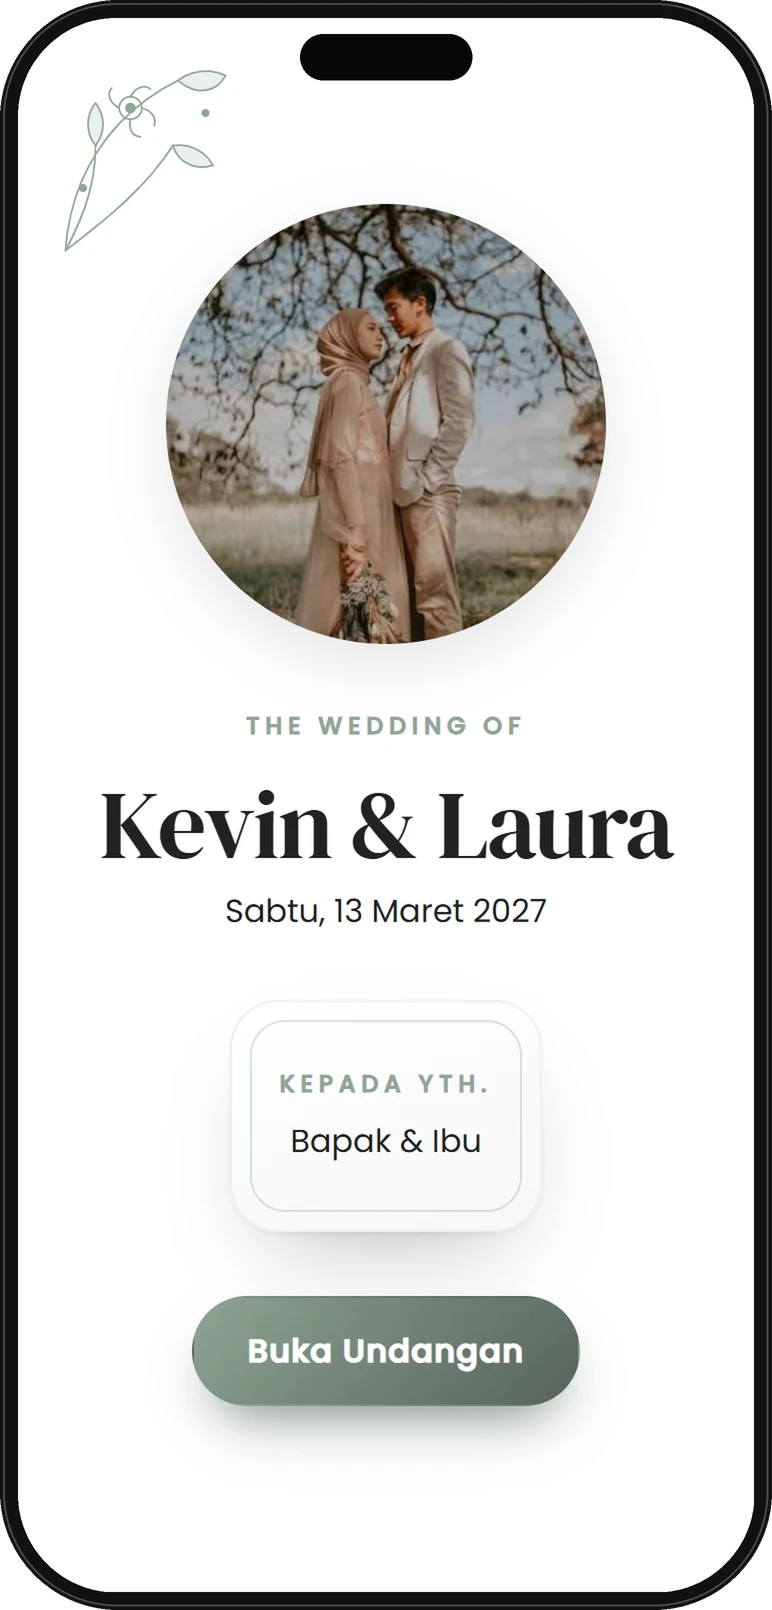 THE WEDDING OF
Kevin & Laura
Sabtu, 13 Maret 2027
KEPADA YTH.
Bapak & Ibu
Buka Undangan